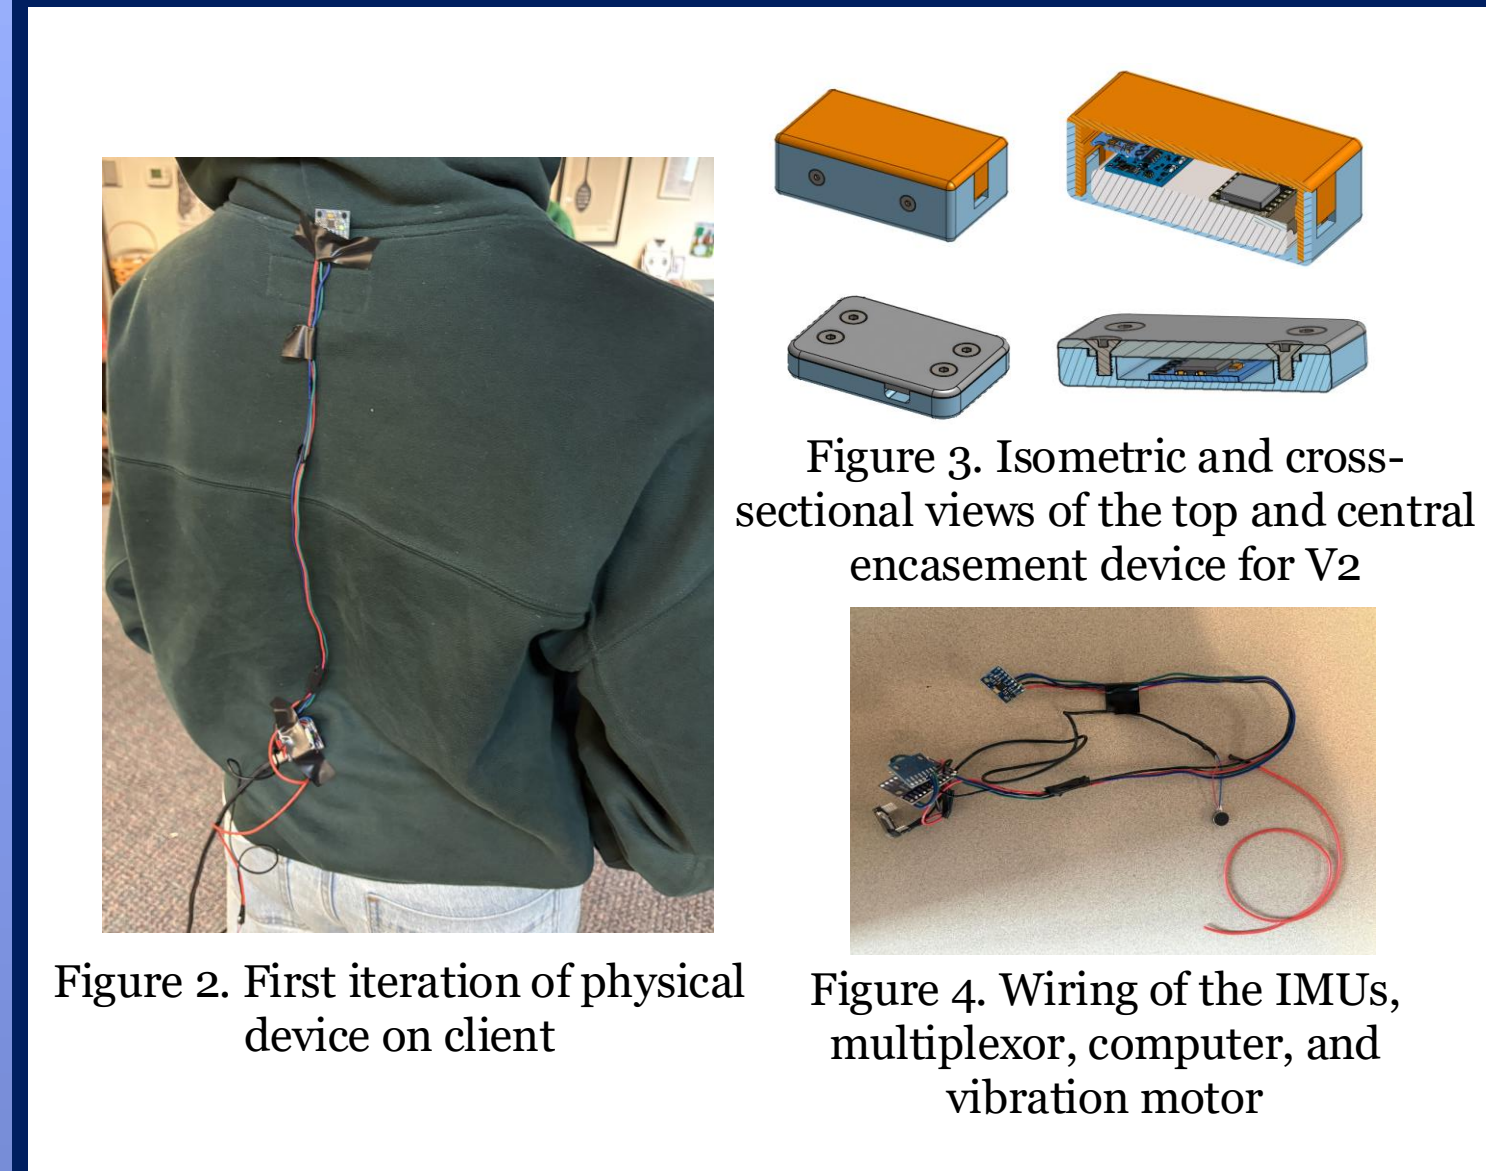 Figure 3. Isometric and cross-
sectional views of the top and central
encasement device for V2
Figure 2. First iteration of physical
device on client
Figure 4. Wiring of the IMUs,
multiplexor, computer, and
vibration motor